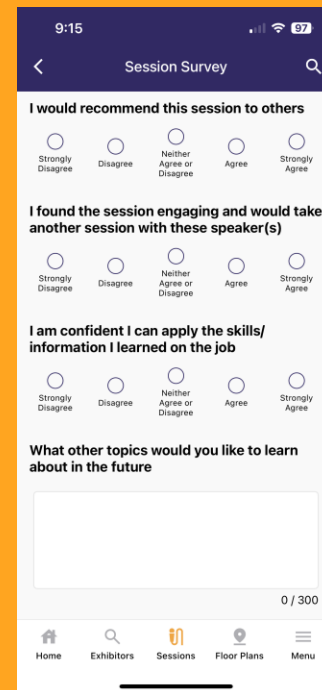 9:15
97
Session Survey
I would recommend this session to others
Strongly Disagree
Disagree
Neither Agree or Disagree
Agree
Strongly Agree
I found the session engaging and would take
another session with these speaker(s)
Strongly Disagree
Disagree
Neither Agree or Disagree
Agree
Strongly Agree
I am confident I can apply the skills/
information I learned on the job
Strongly Disagree
Disagree
Neither Agree or Disagree
Agree
Strongly Agree
What other topics would you like to learn
about in the future
0 / 300
Home
Exhibitors
Sessions
Floor Plans
Menu